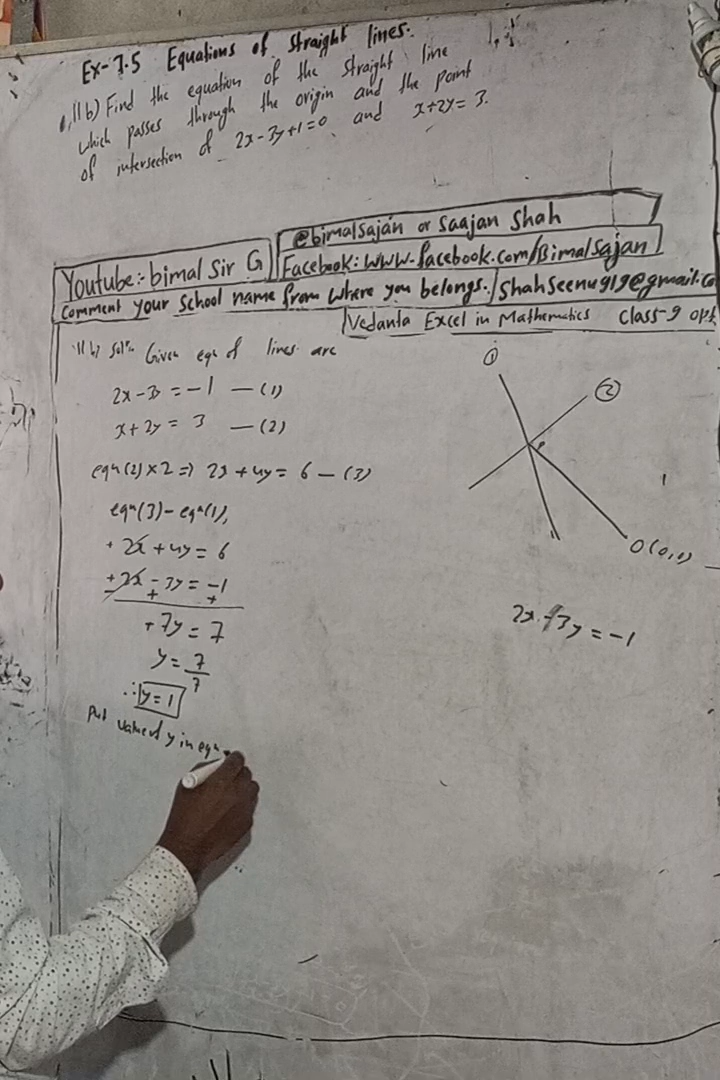 Ex-7.5 Equations of Straight lines.
11 b) Find the equation of the straight line
which passes through the origin and the point
of intersection of 2x-3y+1=0 and x+2y=3.
@bimalsajan or Saajan Shah
Youtube:- bimal Sir G
Facebook: www.facebook.com/Bimalsajan
Comment your school name from where you belongs./Shahseenu919@gmail.co
Vedanta Excel in Mathematics Class-9 opt
11 b) Solⁿ Given eqn of lines are
2x-3y = -1 — (1)
x+2y = 3 — (2)
eqn(2)×2=) 2x+4y= 6 — (3)
eqn(3)-eqn(1),
+2x+4y=6
+2x-3y=-1
- + +
+7y=7
y=7/7
∴ y=1
Put value of y in eqn
①
②
P
O(0,0)
2x-3y=-1